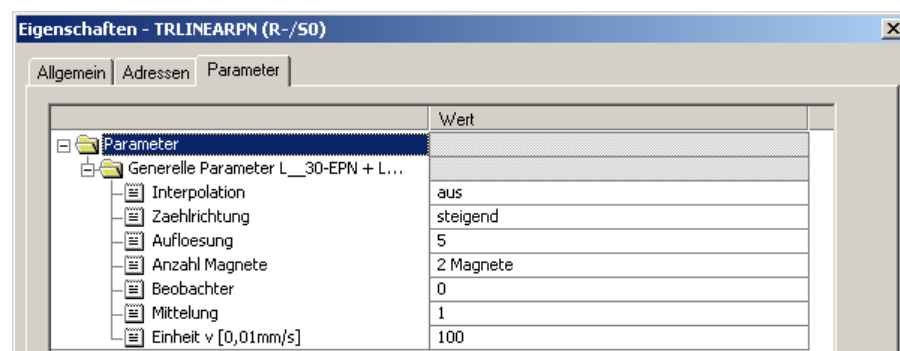 Eigenschaften - TRLINEARPN (R-/S0)
Allgemein Adressen Parameter
Wert
Parameter
Generelle Parameter L__30-EPN + L...
Interpolation aus
Zaehlrichtung steigend
Aufloesung 5
Anzahl Magnete 2 Magnete
Beobachter 0
Mittelung 1
Einheit v [0,01mm/s] 100